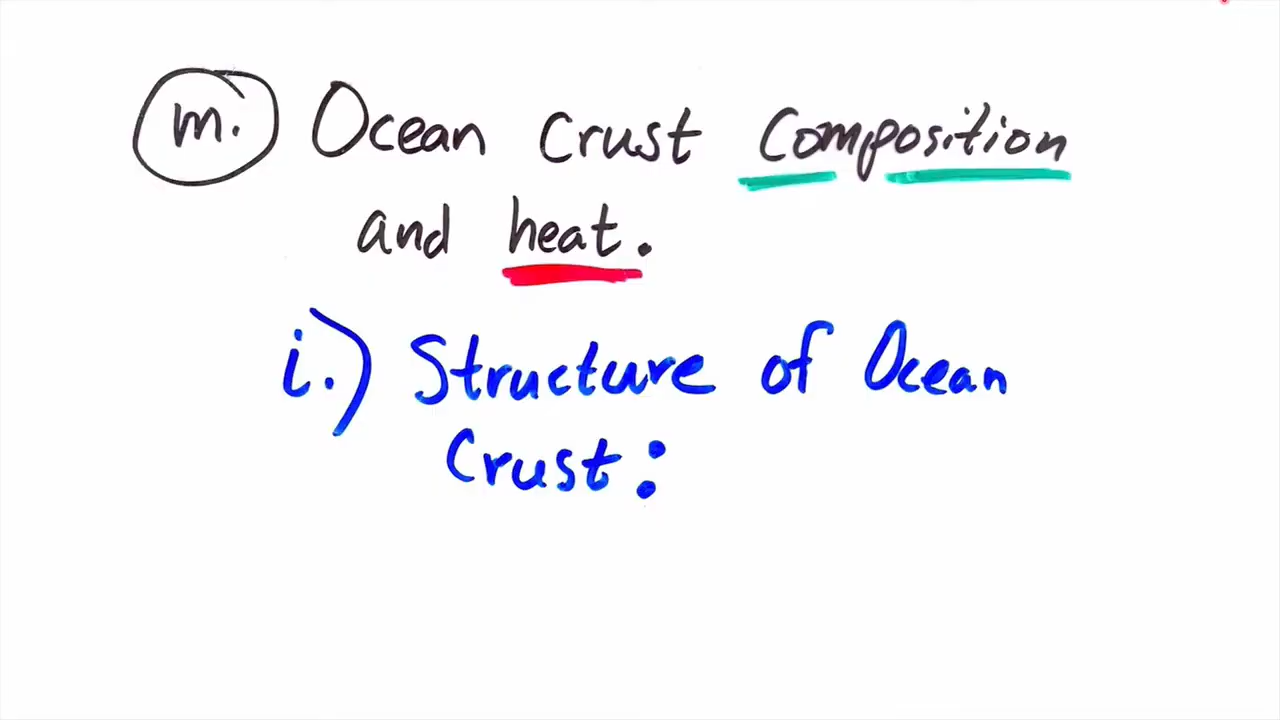 m. Ocean Crust Composition
and heat.
i.) Structure of Ocean
Crust: